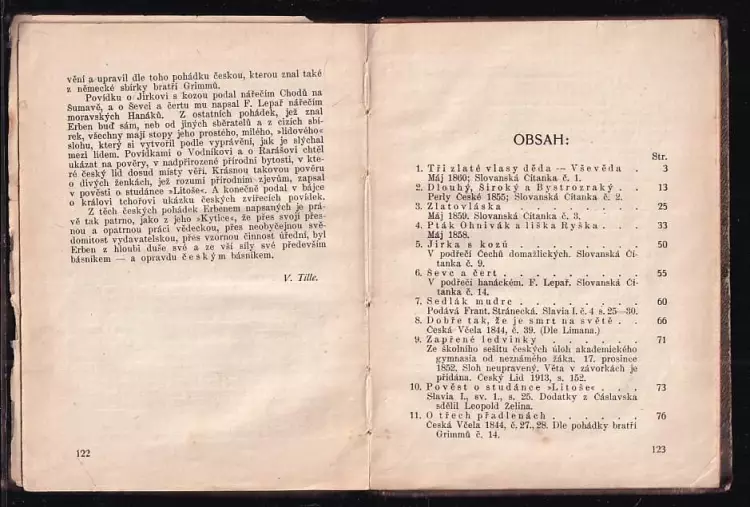 vění a upravil dle toho pohádku českou, kterou znal také
z německé sbírky bratří Grimmů.
Povídku o Jirkovi s kozou podal nářečím Chodů na
Šumavě, a o Ševci a čertu mu napsal F. Lepař nářečím
moravských Hanáků. Z ostatních pohádek, jež znal
Erben buď sám, neb od jiných sběratelů a z cizích sbí-
rek, všechny mají stopy jeho prostého, milého, »lidového«
slohu, který si vytvořil podle vyprávění, jak je slýchal
mezi lidem. Povídkami o Vodníkovi a o Rarášovi chtěl
ukázat na pověry, v nadpřirozené přírodní bytosti, v kte-
ré český lid dosud místy věří. Krásnou takovou pověru
o divých ženkách, jež rozumí přírodním zjevům, zapsal
v pověsti o studánce »Litoše«. A konečně podal v bájce
o královi tchořovi ukázku českých zvířecích povídek.
Z těch českých pohádek Erbenem napsaných je prá-
vě tak patrno, jako z jeho »Kytice«, že přes svoji přes-
nou a opatrnou práci vědeckou, přes neobyčejnou svě-
domitost vydavatelskou, přes vzornou činnost úřední, byl
Erben z hloubi duše své a ze vší síly své především
básníkem — a opravdu českým básníkem.
V. Tille.
122
OBSAH:
Str.
1. Tři zlaté vlasy děda — Vševěda . 3
Máj 1860; Slovanská Čítanka č. 1.
2. Dlouhý, Široký a Bystrozraký . . 13
Perly České 1855; Slovanská Čítanka č. 2.
3. Zlatovláska . . . . . . . 25
Máj 1859. Slovanská Čítanka č. 3.
4. Pták Ohnivák a liška Ryška . . . 33
Máj 1858.
5. Jirka s kozú . . . . . . . 50
V podřečí Čechů domažlických. Slovanská Čí-
tanka č. 9.
6. Švec a čert . . . . . . . 55
V podřečí hanáckém. F. Lepař. Slovanská Čí-
tanka č. 14.
7. Sedlák mudrc . . . . . . . 60
Podává Frant. Stránecká. Slavia I. č. 4 s. 25—30.
8. Dobře tak, že je smrt na světě . . 66
Česká Včela 1844, č. 39. (Dle Limana.)
9. Zapřené ledvinky . . . . . 71
Ze školního sešitu českých úloh akademického
gymnasia od neznámého žáka. 17. prosince
1852. Sloh neupravený. Věta v závorkách je
přidána. Český Lid 1913, s. 152.
10. Pověst o studánce »Litoše« . . . 73
Slavia I., sv. 1., s. 25. Dodatky z Čáslavska
sdělil Leopold Zelina.
11. O třech přadlenách . . . . . 76
Česká Včela 1844, č. 27., 28. Dle pohádky bratří
Grimmů č. 14.
123